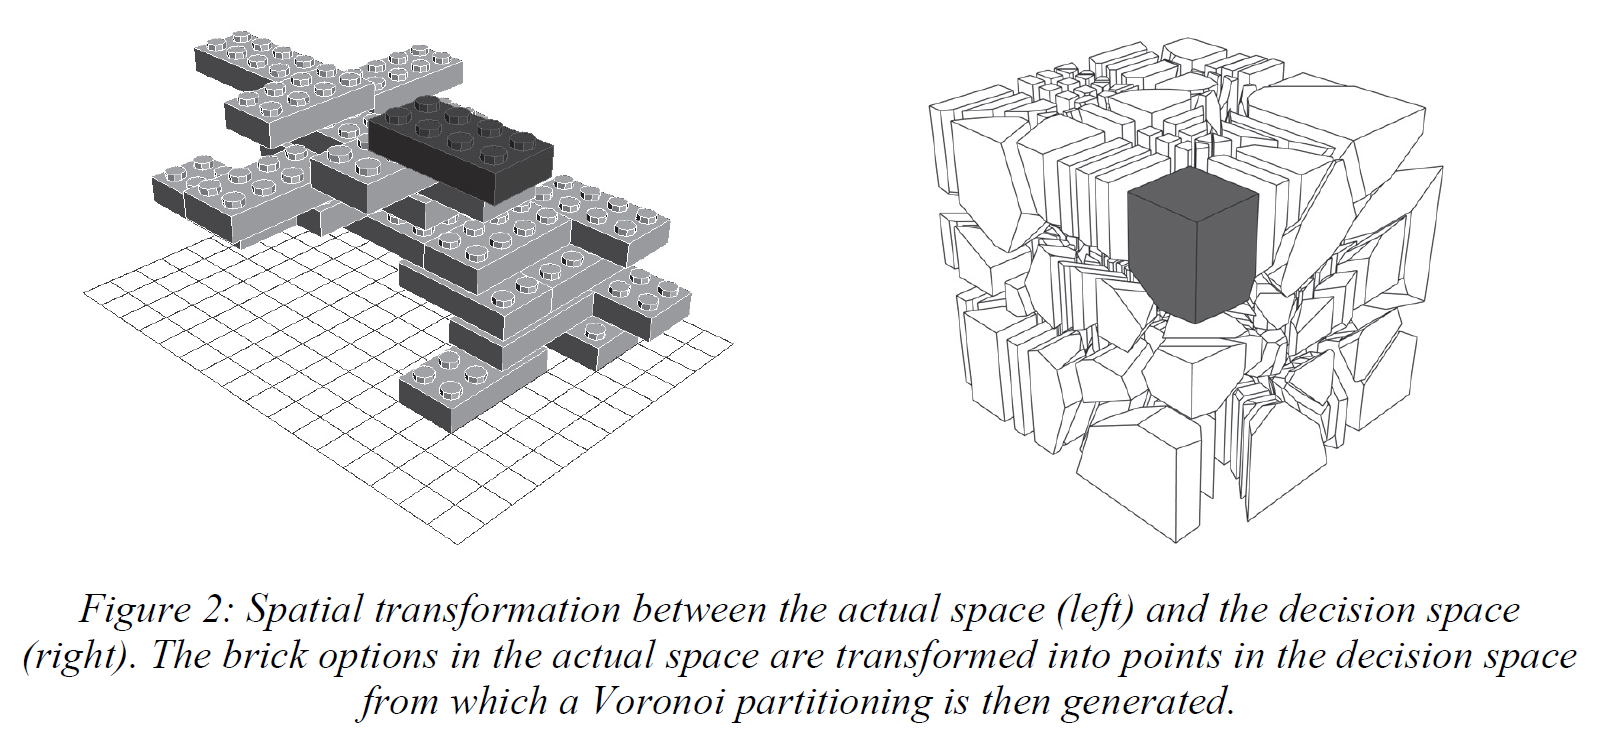 Figure 2: Spatial transformation between the actual space (left) and the decision space
(right). The brick options in the actual space are transformed into points in the decision space
from which a Voronoi partitioning is then generated.